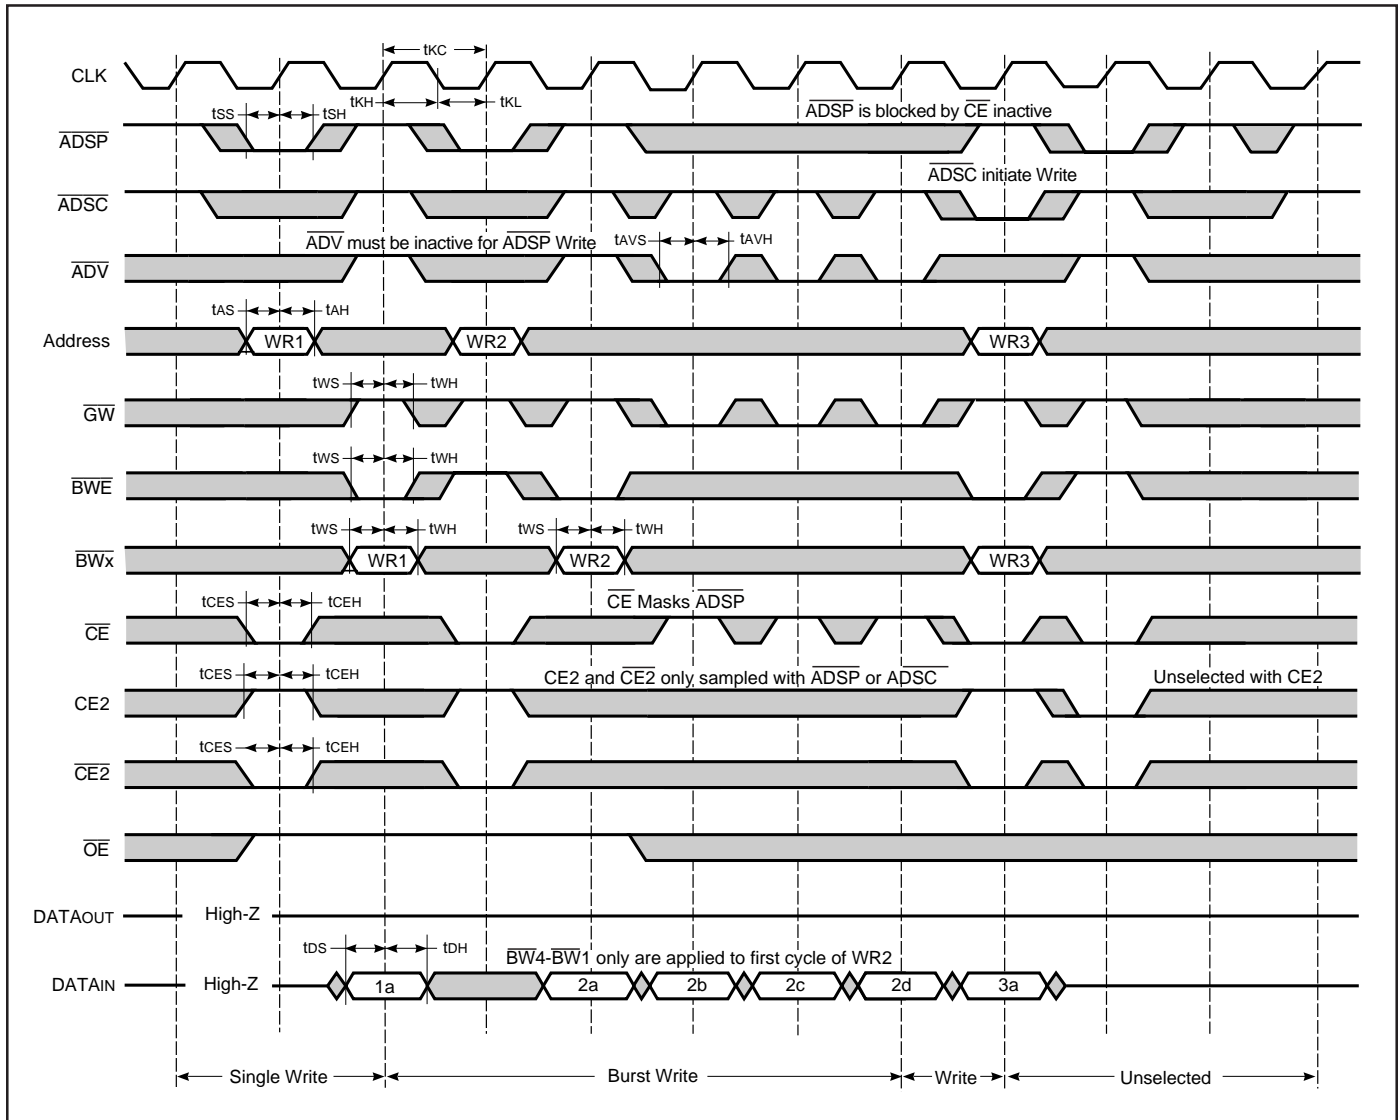 tKC
CLK
tKH tKL
tSS tSH ADSP is blocked by CE inactive
ADSP
ADSC initiate Write
ADSC
ADV must be inactive for ADSP Write tAVS tAVH
ADV
tAS tAH
Address WR1 WR2 WR3
tWS tWH
GW
tWS tWH
BWE
tWS tWH tWS tWH
BWx WR1 WR2 WR3
tCES tCEH CE Masks ADSP
CE
tCES tCEH CE2 and CE2 only sampled with ADSP or ADSC Unselected with CE2
CE2
tCES tCEH
CE2
OE
DATAOUT High-Z
tDS tDH BW4-BW1 only are applied to first cycle of WR2
DATAIN High-Z 1a 2a 2b 2c 2d 3a
Single Write Burst Write Write Unselected